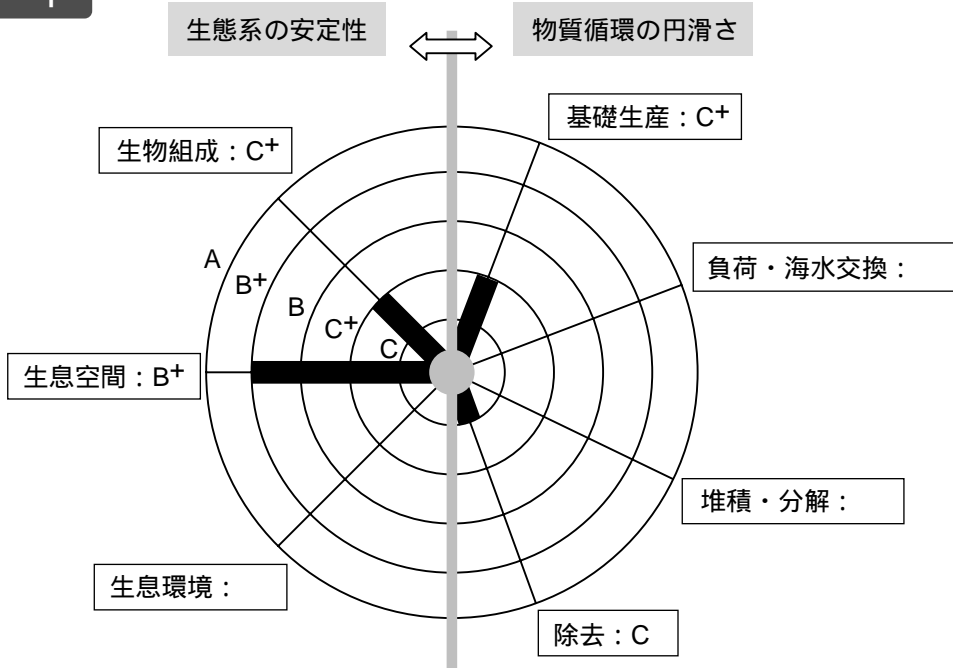 生態系の安定性
物質循環の円滑さ
基礎生産：C+
生物組成：C+
A
B+
B
C+
C
負荷・海水交換：
生息空間：B+
堆積・分解：
生息環境：
除去：C